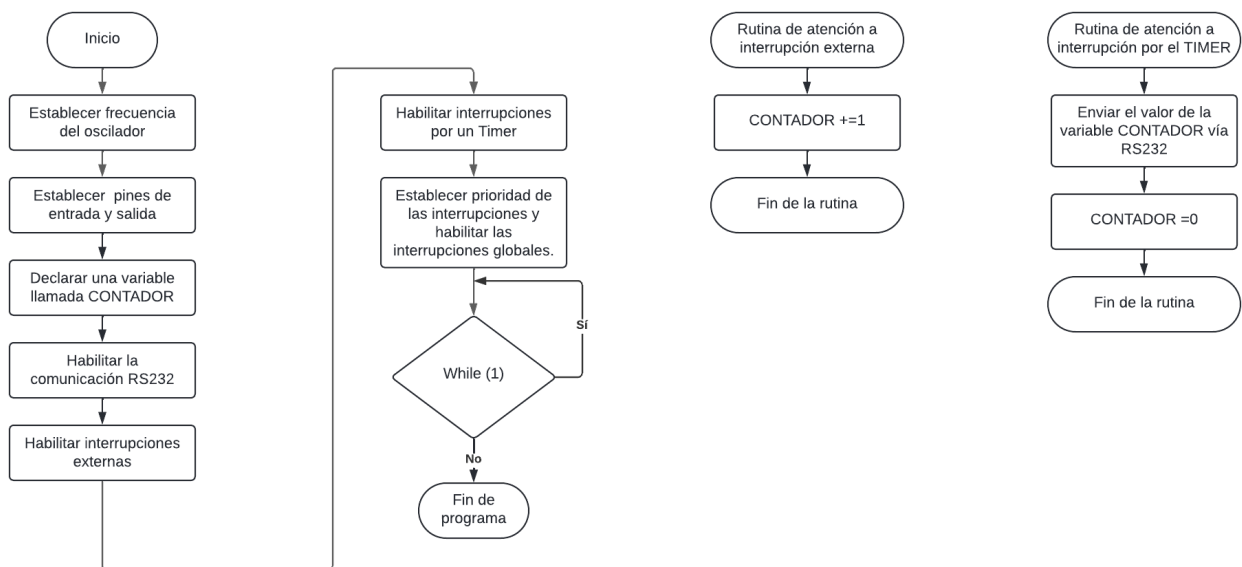 Inicio
Establecer frecuencia
del oscilador
Establecer pines de
entrada y salida
Declarar una variable
llamada CONTADOR
Habilitar la
comunicación RS232
Habilitar interrupciones
externas
Habilitar interrupciones
por un Timer
Establecer prioridad de
las interrupciones y
habilitar las
interrupciones globales.
Sí
While (1)
No
Fin de
programa
Rutina de atención a
interrupción externa
CONTADOR +=1
Fin de la rutina
Rutina de atención a
interrupción por el TIMER
Enviar el valor de la
variable CONTADOR vía
RS232
CONTADOR =0
Fin de la rutina